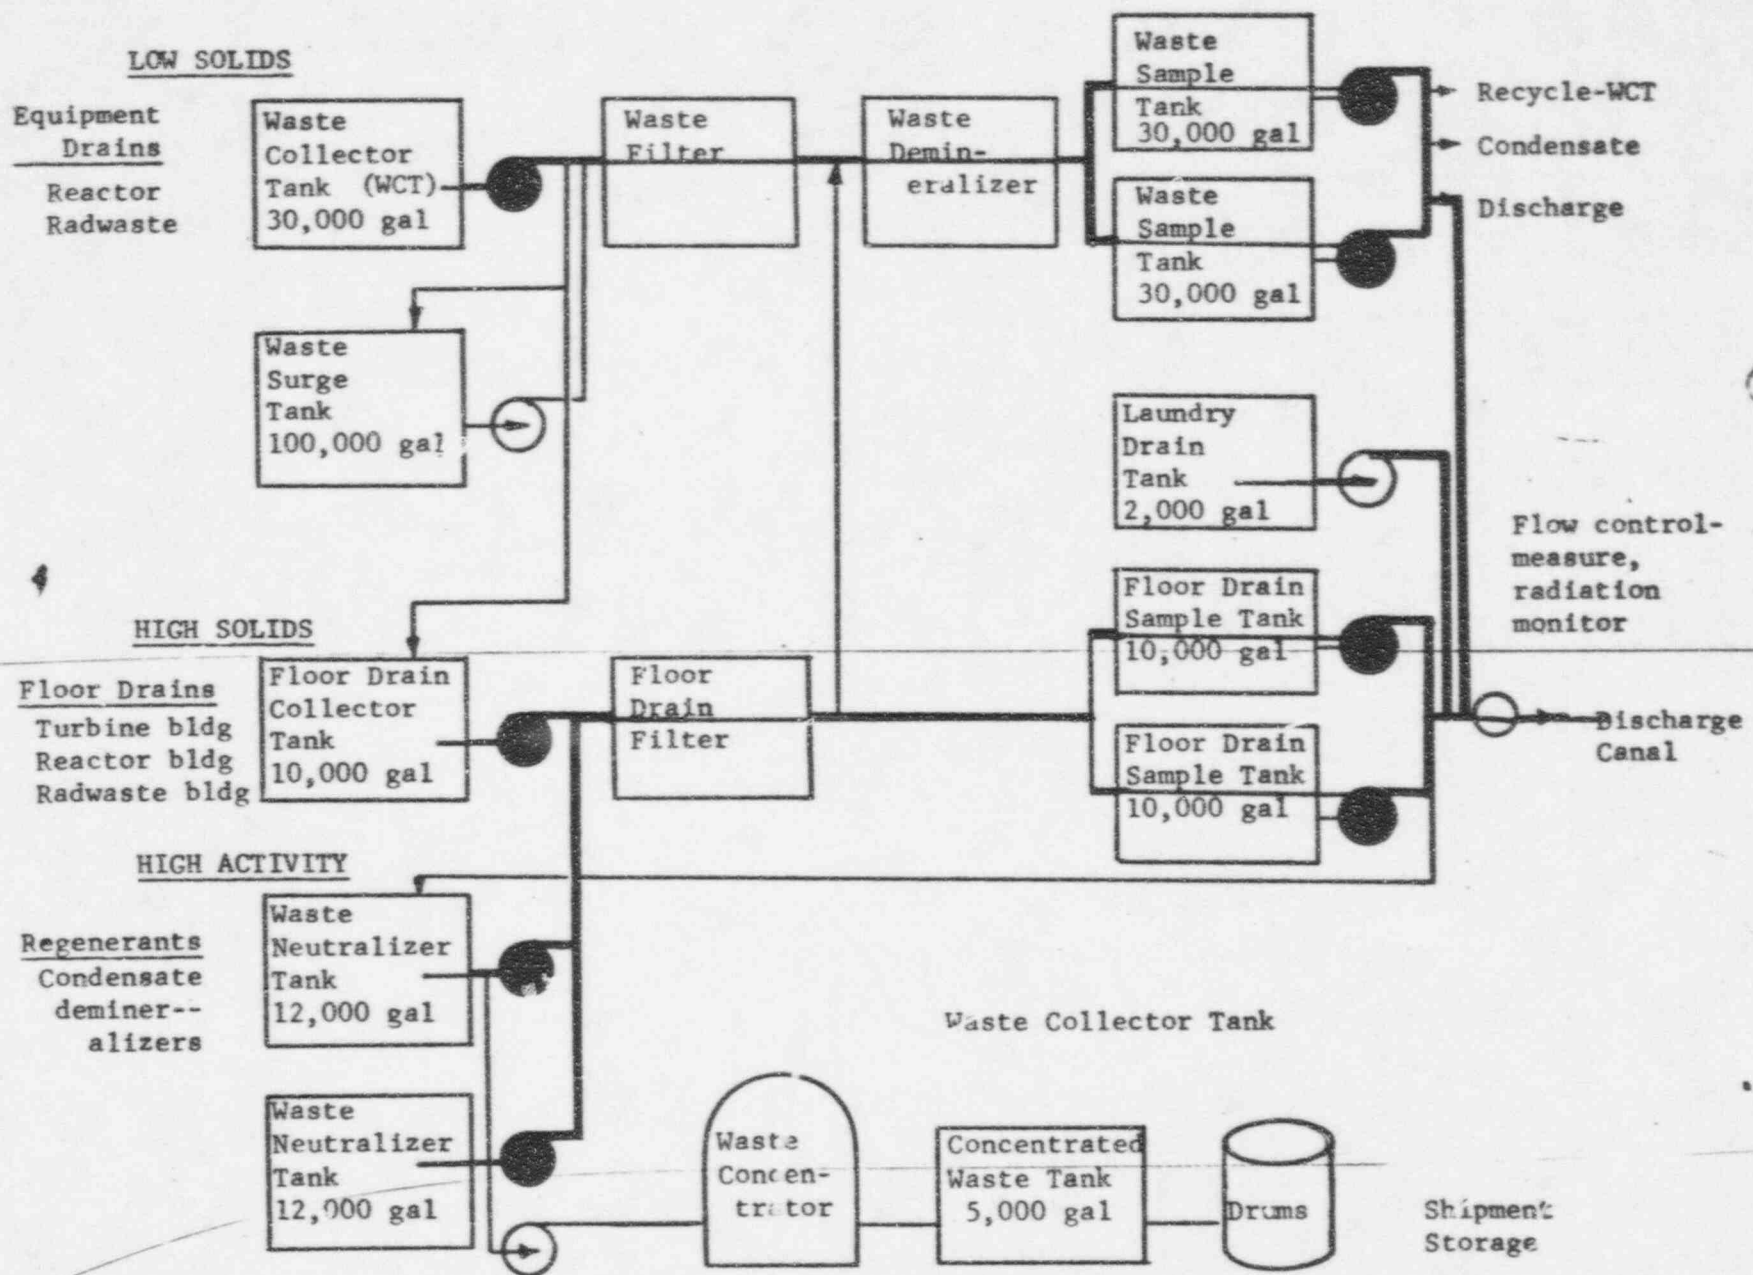 LOW SOLIDS
Equipment
Drains
Reactor
Radwaste
Waste
Collector
Tank (WCT)
30,000 gal
Waste
Filter
Waste
Demin-
eralizer
Waste
Sample
Tank
30,000 gal
Waste
Sample
Tank
30,000 gal
Recycle-WCT
Condensate
Discharge
Waste
Surge
Tank
100,000 gal
Laundry
Drain
Tank
2,000 gal
Flow control-
measure,
radiation
monitor
HIGH SOLIDS
Floor Drains
Turbine bldg
Reactor bldg
Radwaste bldg
Floor Drain
Collector
Tank
10,000 gal
Floor
Drain
Filter
Floor Drain
Sample Tank
10,000 gal
Floor Drain
Sample Tank
10,000 gal
Discharge
Canal
HIGH ACTIVITY
Regenerants
Condensate
deminer--
alizers
Waste
Neutralizer
Tank
12,000 gal
Waste
Neutralizer
Tank
12,000 gal
Waste Collector Tank
Waste
Concen-
trator
Concentrated
Waste Tank
5,000 gal
Drums
Shipment
Storage